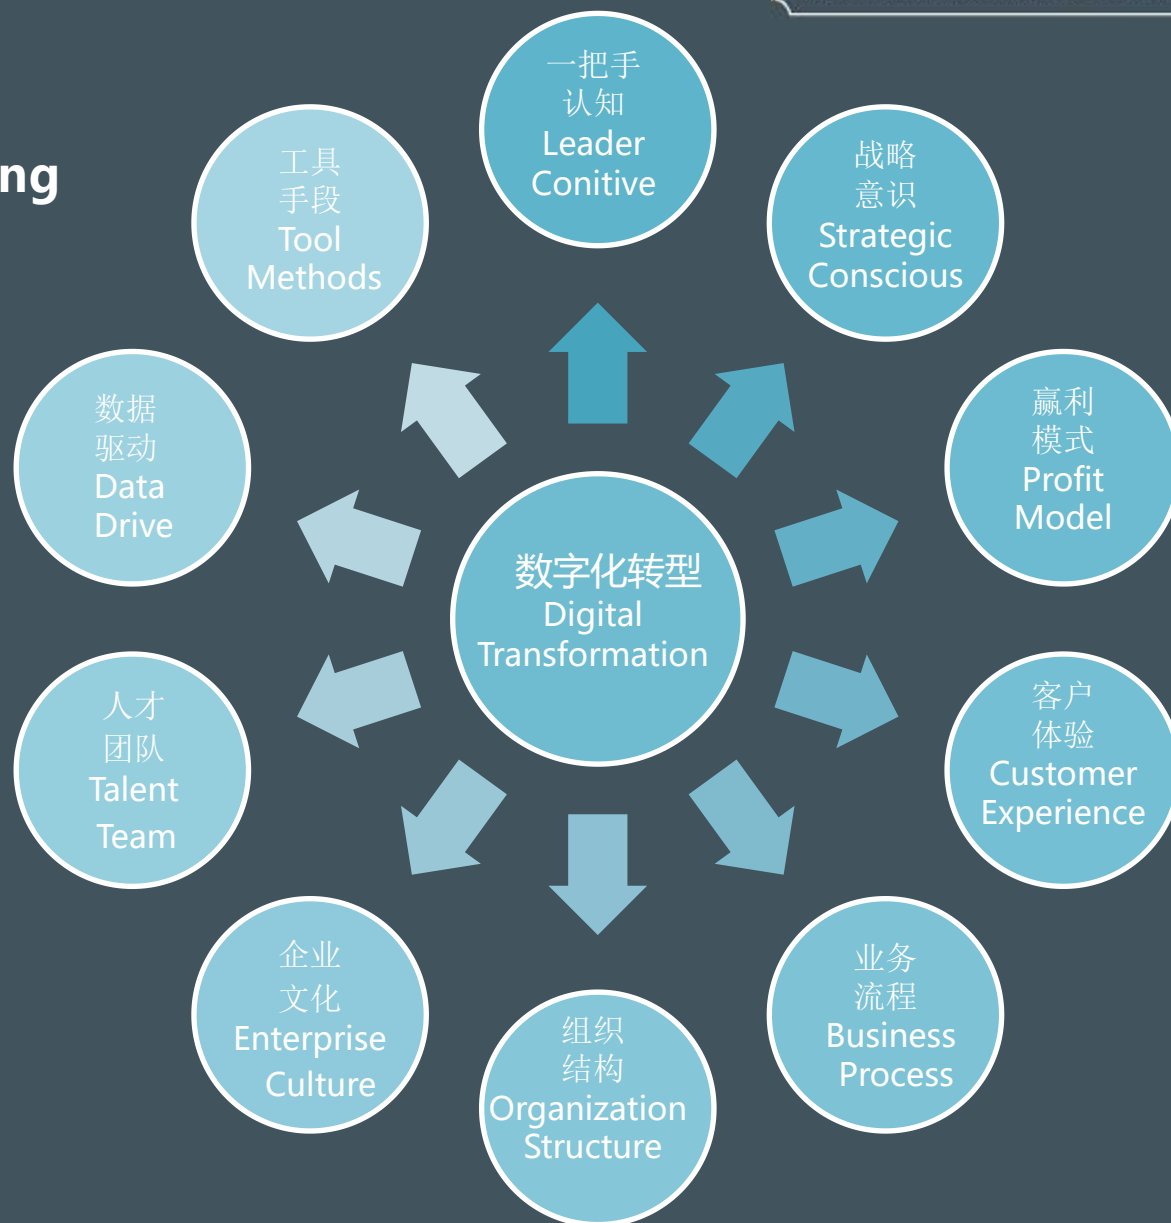 ng
一把手
认知
Leader
Conitive
战略
意识
Strategic
Conscious
赢利
模式
Profit
Model
客户
体验
Customer
Experience
业务
流程
Business
Process
组织
结构
Organization
Structure
企业
文化
Enterprise
Culture
人才
团队
Talent
Team
数据
驱动
Data
Drive
工具
手段
Tool
Methods
数字化转型
Digital
Transformation